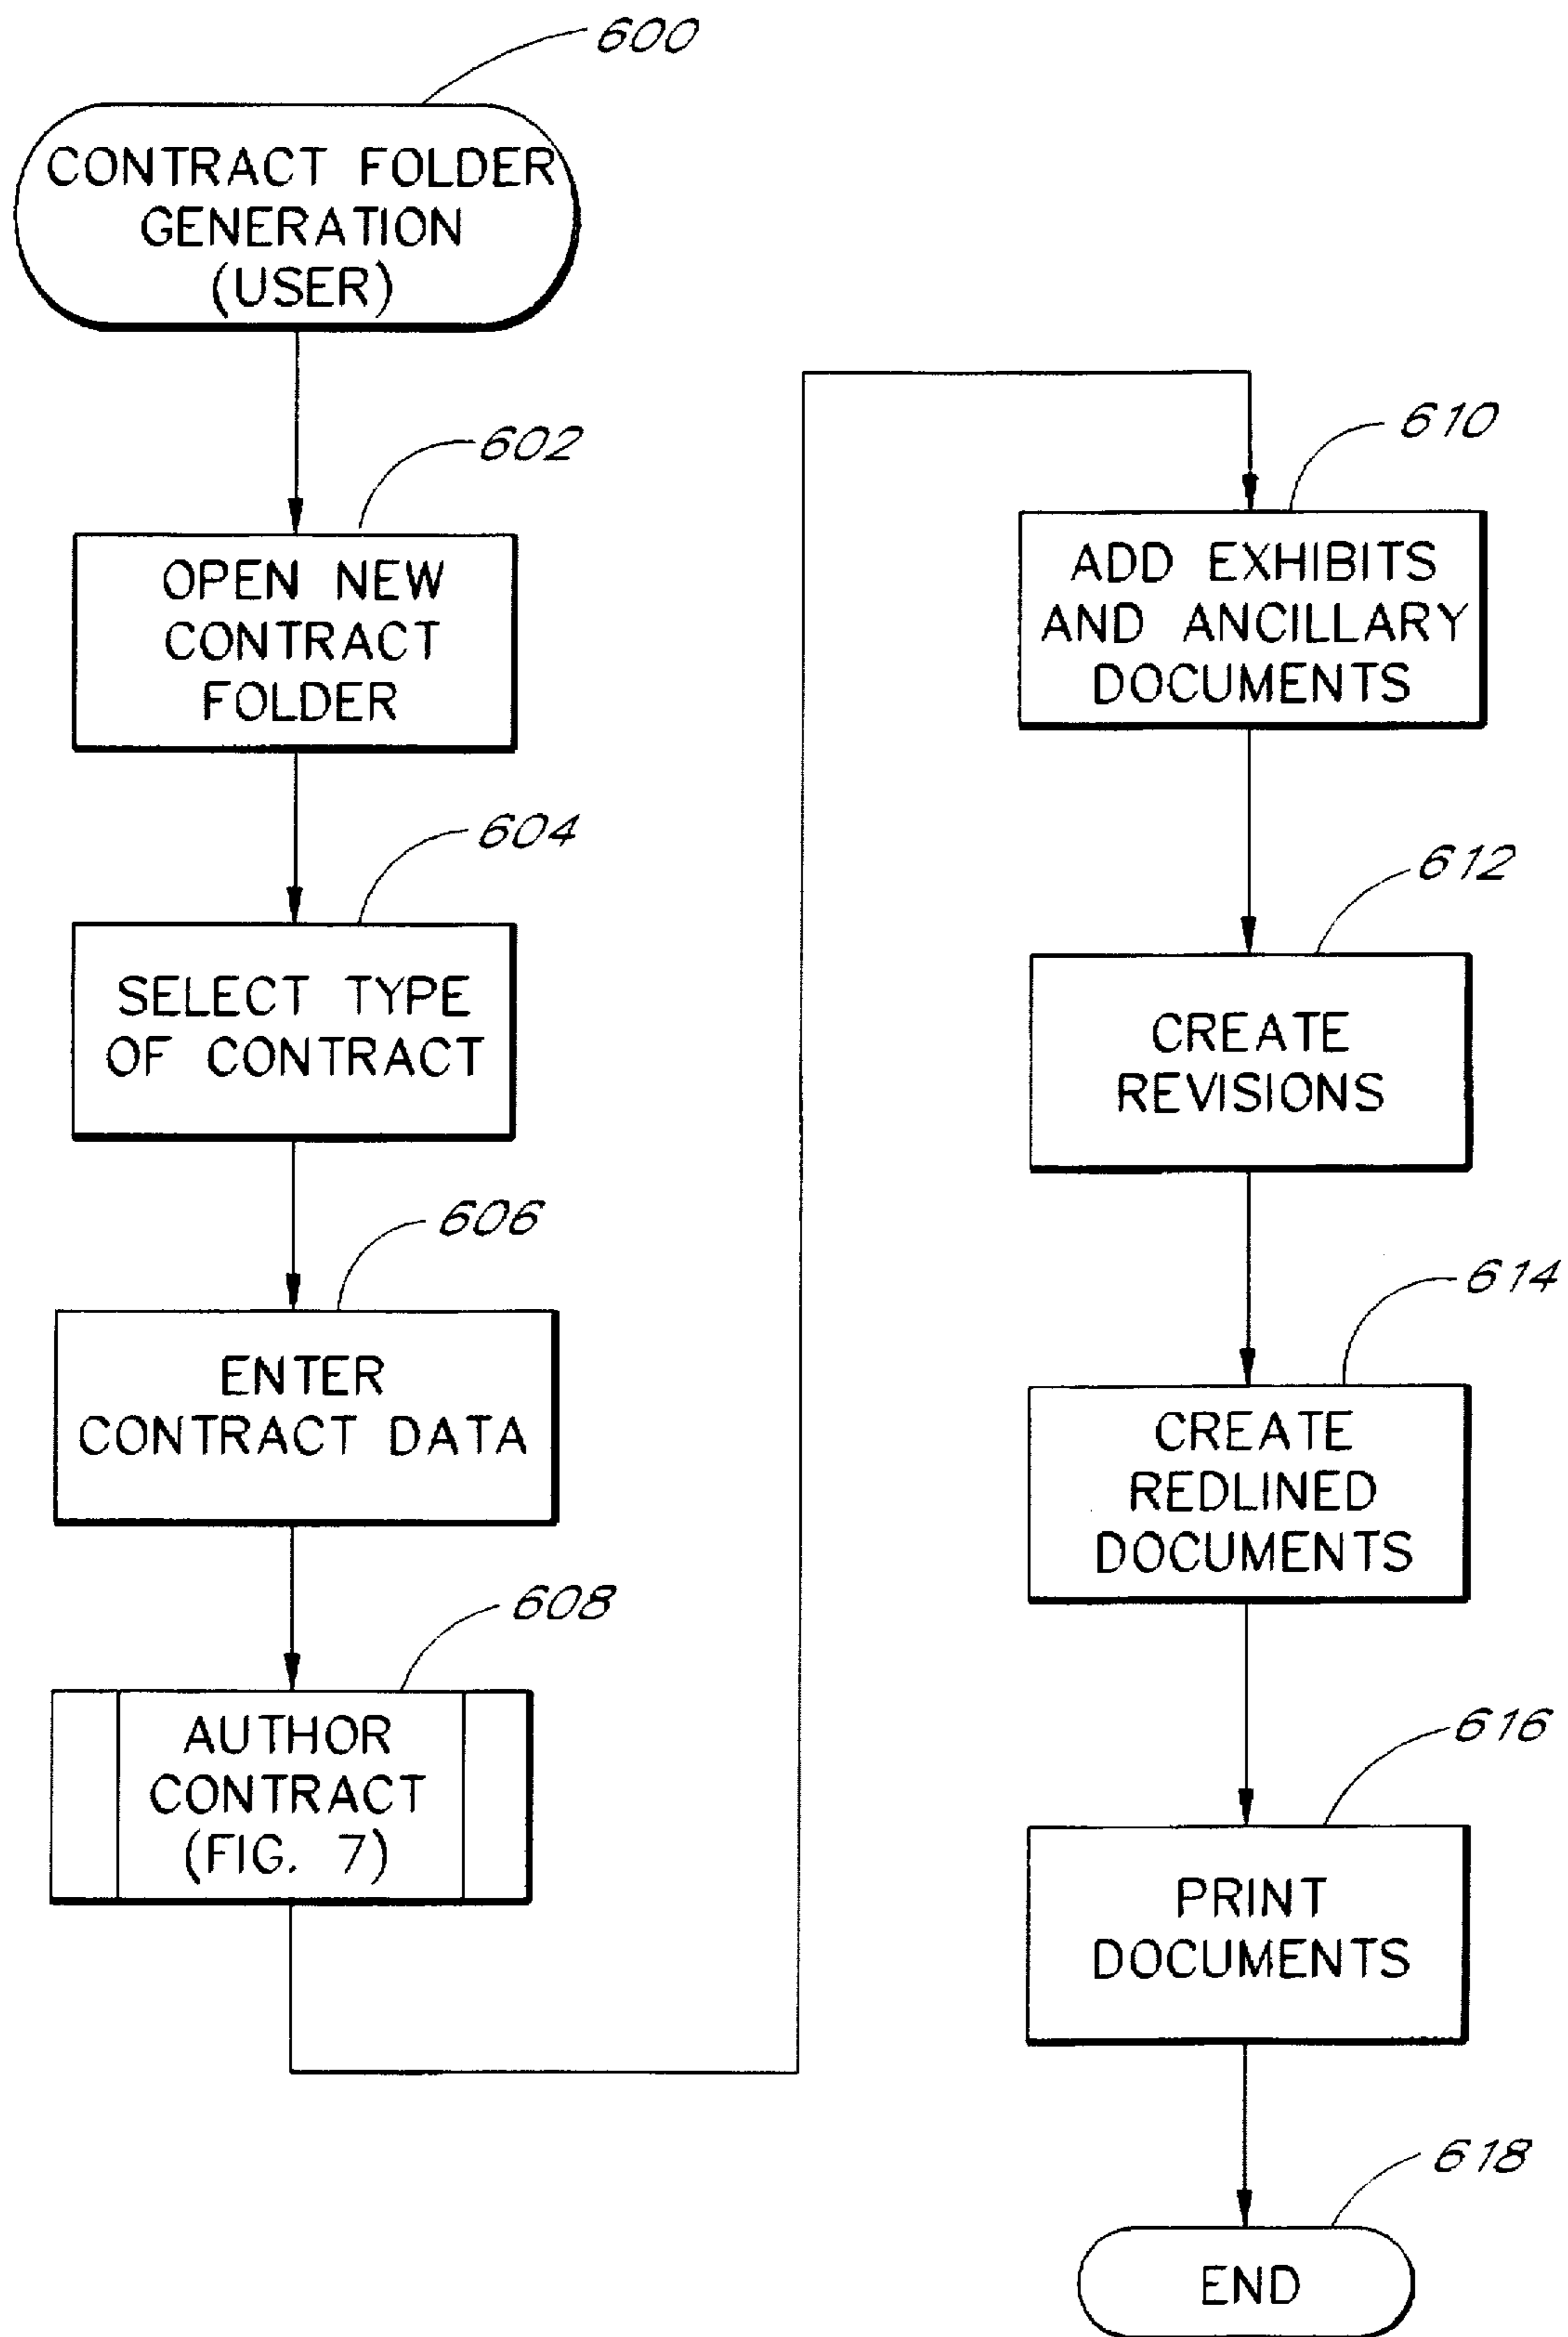 600
CONTRACT FOLDER
GENERATION
(USER)
602
OPEN NEW
CONTRACT
FOLDER
604
SELECT TYPE
OF CONTRACT
606
ENTER
CONTRACT DATA
608
AUTHOR
CONTRACT
(FIG. 7)
610
ADD EXHIBITS
AND ANCILLARY
DOCUMENTS
612
CREATE
REVISIONS
614
CREATE
REDLINED
DOCUMENTS
616
PRINT
DOCUMENTS
618
END